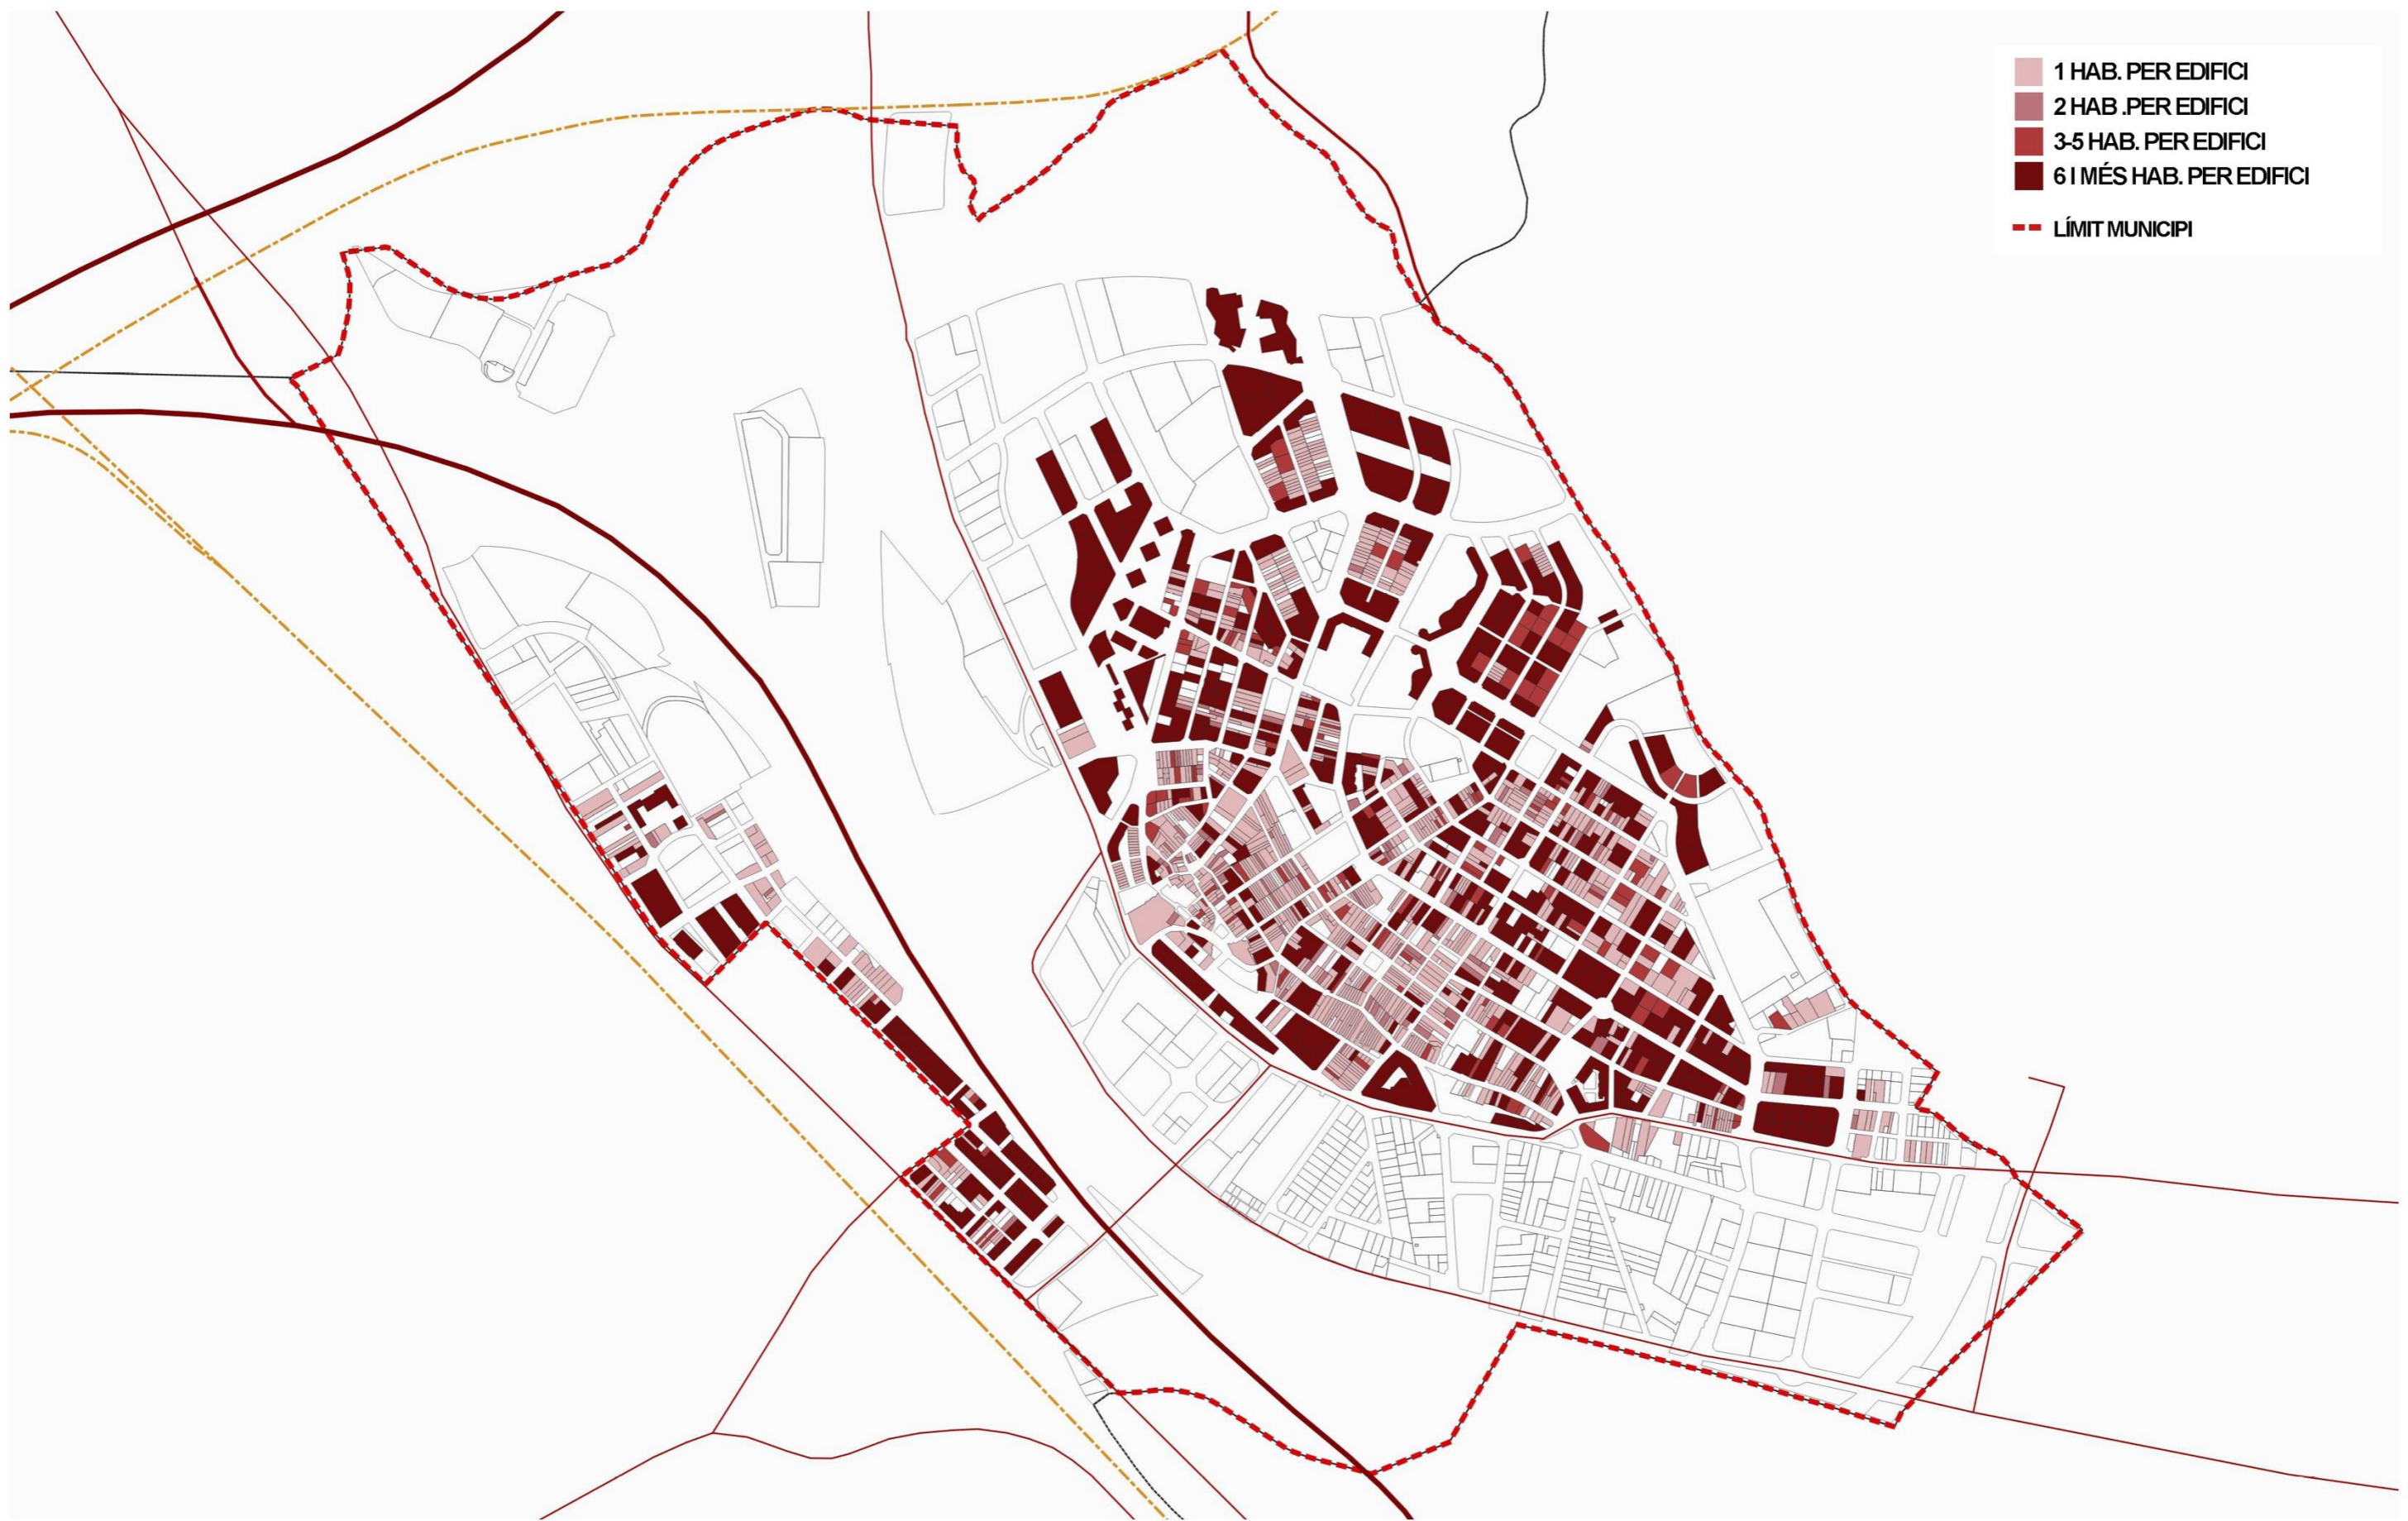 1 HAB. PER EDIFICI
2 HAB .PER EDIFICI
3-5 HAB. PER EDIFICI
6 I MÉS HAB. PER EDIFICI
LÍMIT MUNICIPI